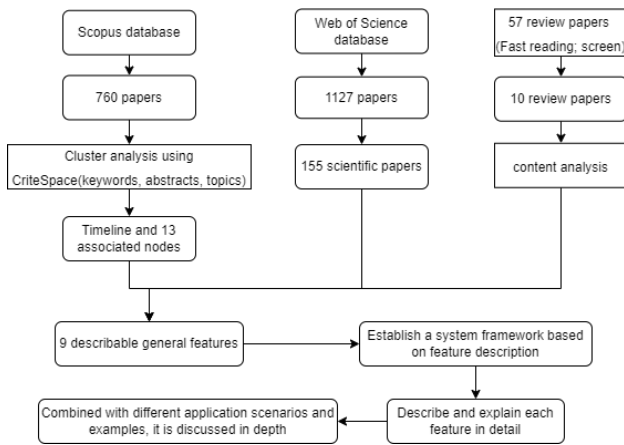 Scopus database
Web of Science
database
57 review papers
(Fast reading; screen)
760 papers
1127 papers
10 review papers
Cluster analysis using
CriteSpace(keywords, abstracts, topics)
155 scientific papers
content analysis
Timeline and 13
associated nodes
9 describable general features
Establish a system framework based
on feature description
Combined with different application scenarios and
examples, it is discussed in depth
Describe and explain each
feature in detail